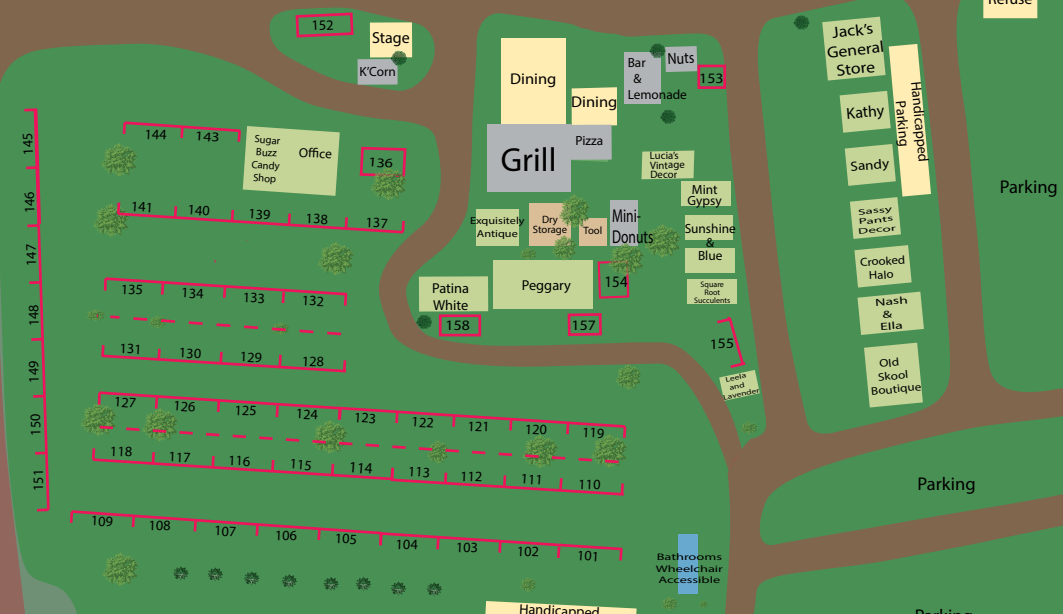 Refuse
152
Stage
K'Corn
Dining
Dining
Bar
&
Lemonade
Nuts
153
Jack's
General
Store
Handicapped
Parking
Kathy
Sandy
Parking
Sassy
Pants
Decor
Crooked
Halo
Nash
&
Ella
Old
Skool
Boutique
Grill
Pizza
Lucia's
Vintage
Decor
Mint
Gypsy
Sunshine
&
Blue
Square
Root
Succulents
Exquisitely
Antique
Dry
Storage
Tool
Mini-
Donuts
Patina
White
Peggary
154
158
157
155
Leela
and
Lavender
145
146
147
148
149
150
151
144
143
Sugar
Buzz
Candy
Shop
Office
136
141
140
139
138
137
135
134
133
132
131
130
129
128
127
126
125
124
123
122
121
120
119
118
117
116
115
114
113
112
111
110
109
108
107
106
105
104
103
102
101
Bathrooms
Wheelchair
Accessible
Parking
Handicapped
Parking